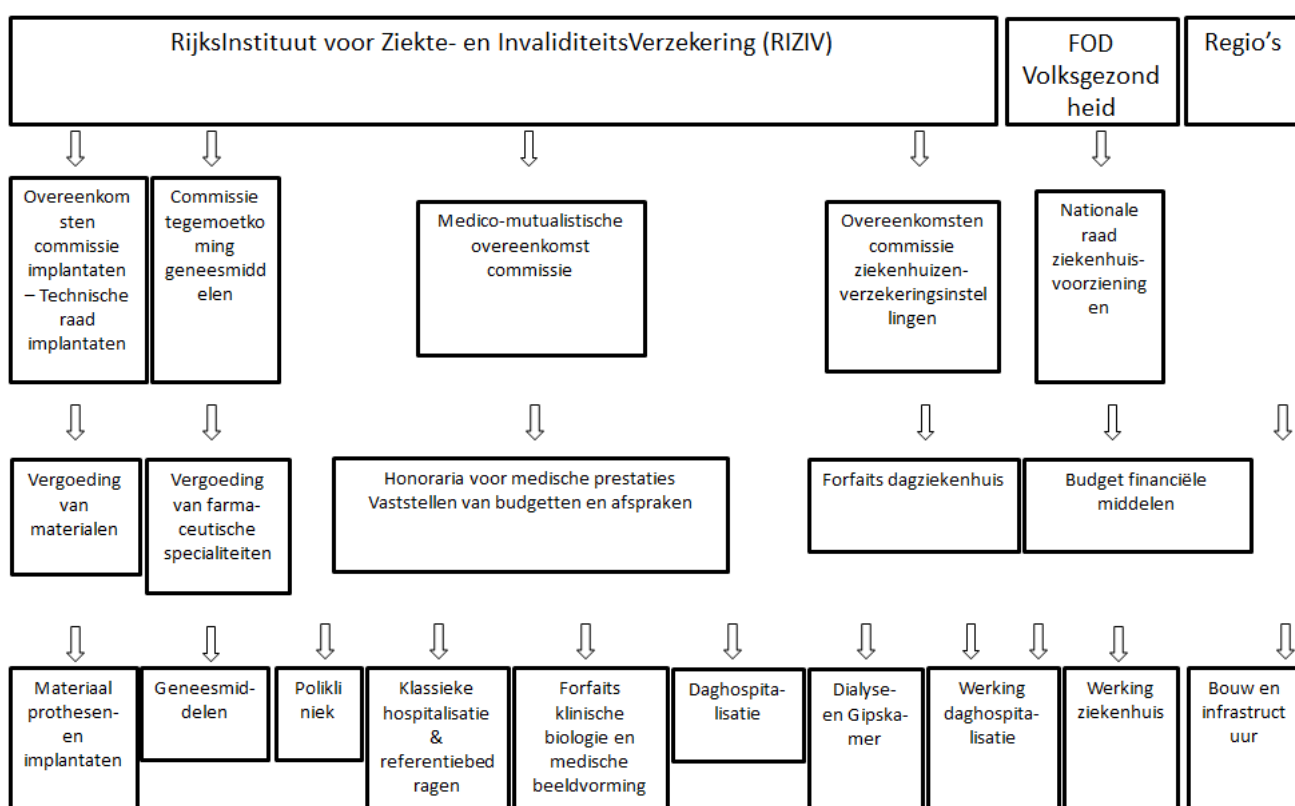 RijksInstituut voor Ziekte- en InvaliditeitsVerzekering (RIZIV)
FOD
Volksgezond
heid
Regio's
Overeenkom
sten
commissie
implantaten
– Technische
raad
implantaten
Commissie
tegemoetko
ming
geneesmidd
elen
Medico-mutualistische
overeenkomst
commissie
Overeenkomsten
commissie
ziekenhuizen-
verzekeringsinstel
lingen
Nationale
raad
ziekenhuis-
voorziening
en
Vergoeding
van
materialen
Vergoeding
van farma-
ceutische
specialiteiten
Honoraria voor medische prestaties
Vaststellen van budgetten en afspraken
Forfaits dagziekenhuis
Budget financiële
middelen
Materiaal
prothesen-
en
implantaten
Geneesmid-
delen
Polikli
niek
Klassieke
hospitalisatie
&
referentiebed
ragen
Forfaits
klinische
biologie en
medische
beeldvorming
Daghospita-
lisatie
Dialyse-
en Gipska-
mer
Werking
daghospita-
lisatie
Werking
ziekenhuis
Bouw en
infrastruct
uur